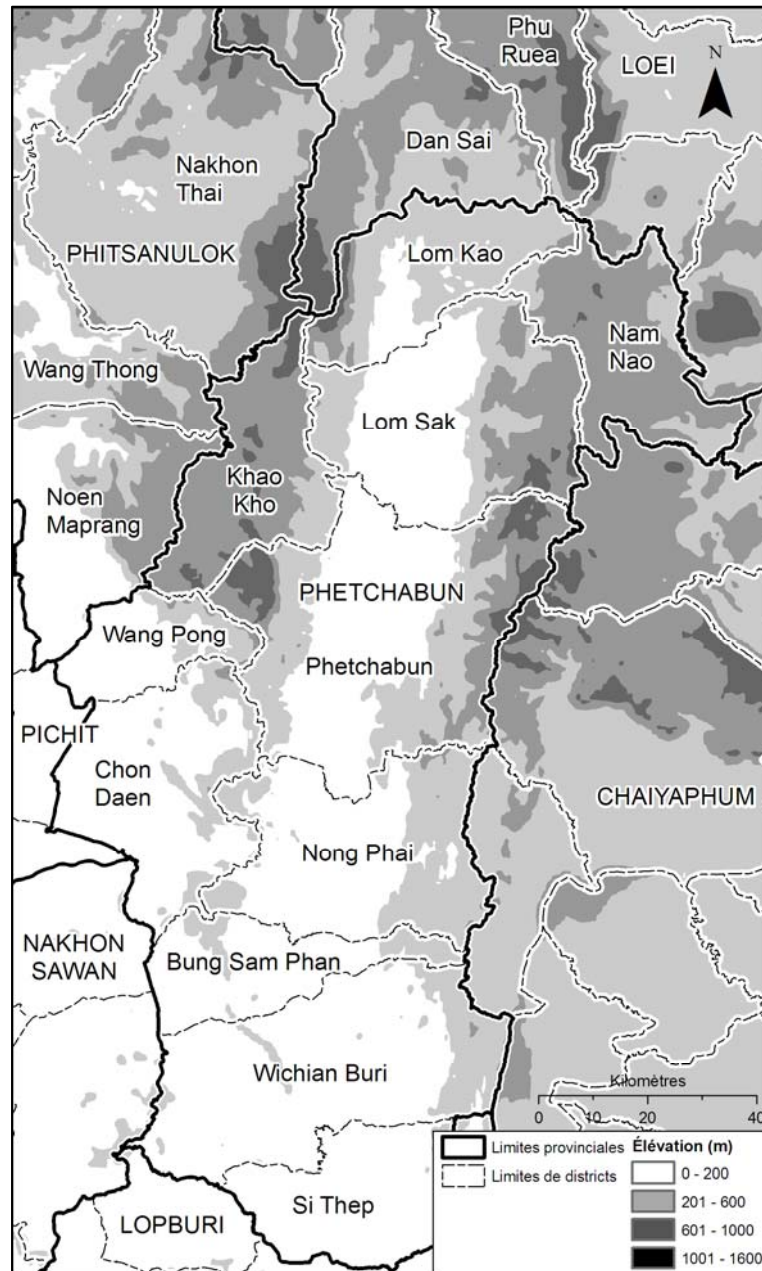 Phu
Ruea
LOEI
N
Dan Sai
Nakhon
Thai
PHITSANULOK
Lom Kao
Nam
Nao
Wang Thong
Lom Sak
Khao
Kho
Noen
Maprang
PHETCHABUN
Wang Pong
Phetchabun
PICHIT
Chon
Daen
CHAIYAPHUM
Nong Phai
NAKHON
SAWAN
Bung Sam Phan
Wichian Buri
Kilomètres
0 10 20 40
Si Thep
LOPBURI
Limites provinciales
Limites de districts
Élévation (m)
0 - 200
201 - 600
601 - 1000
1001 - 1600